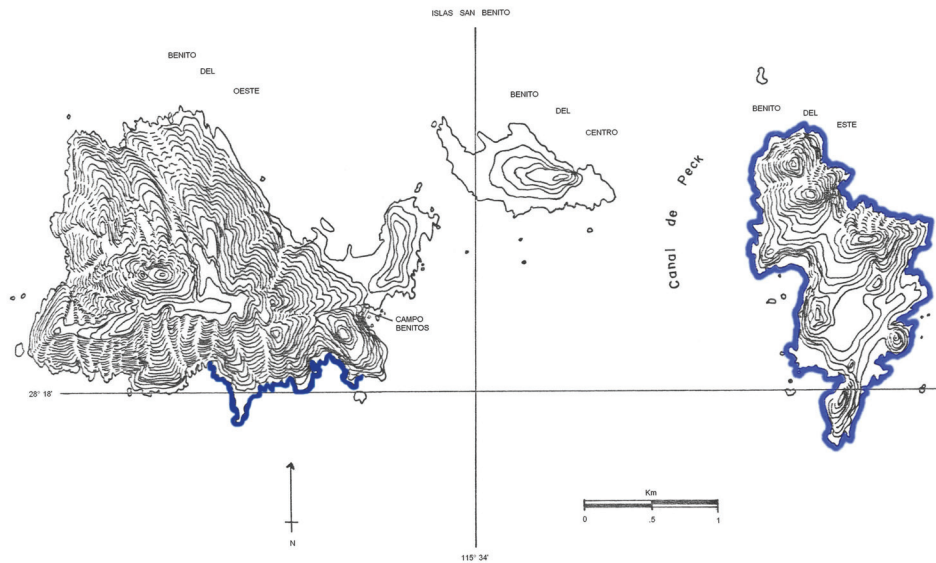 ISLAS SAN BENITO
BENITO
DEL
OESTE
BENITO
DEL
CENTRO
BENITO
DEL
ESTE
Canal de Peck
CAMPO
BENITOS
28° 18'
N
Km
0 .5 1
115° 34'